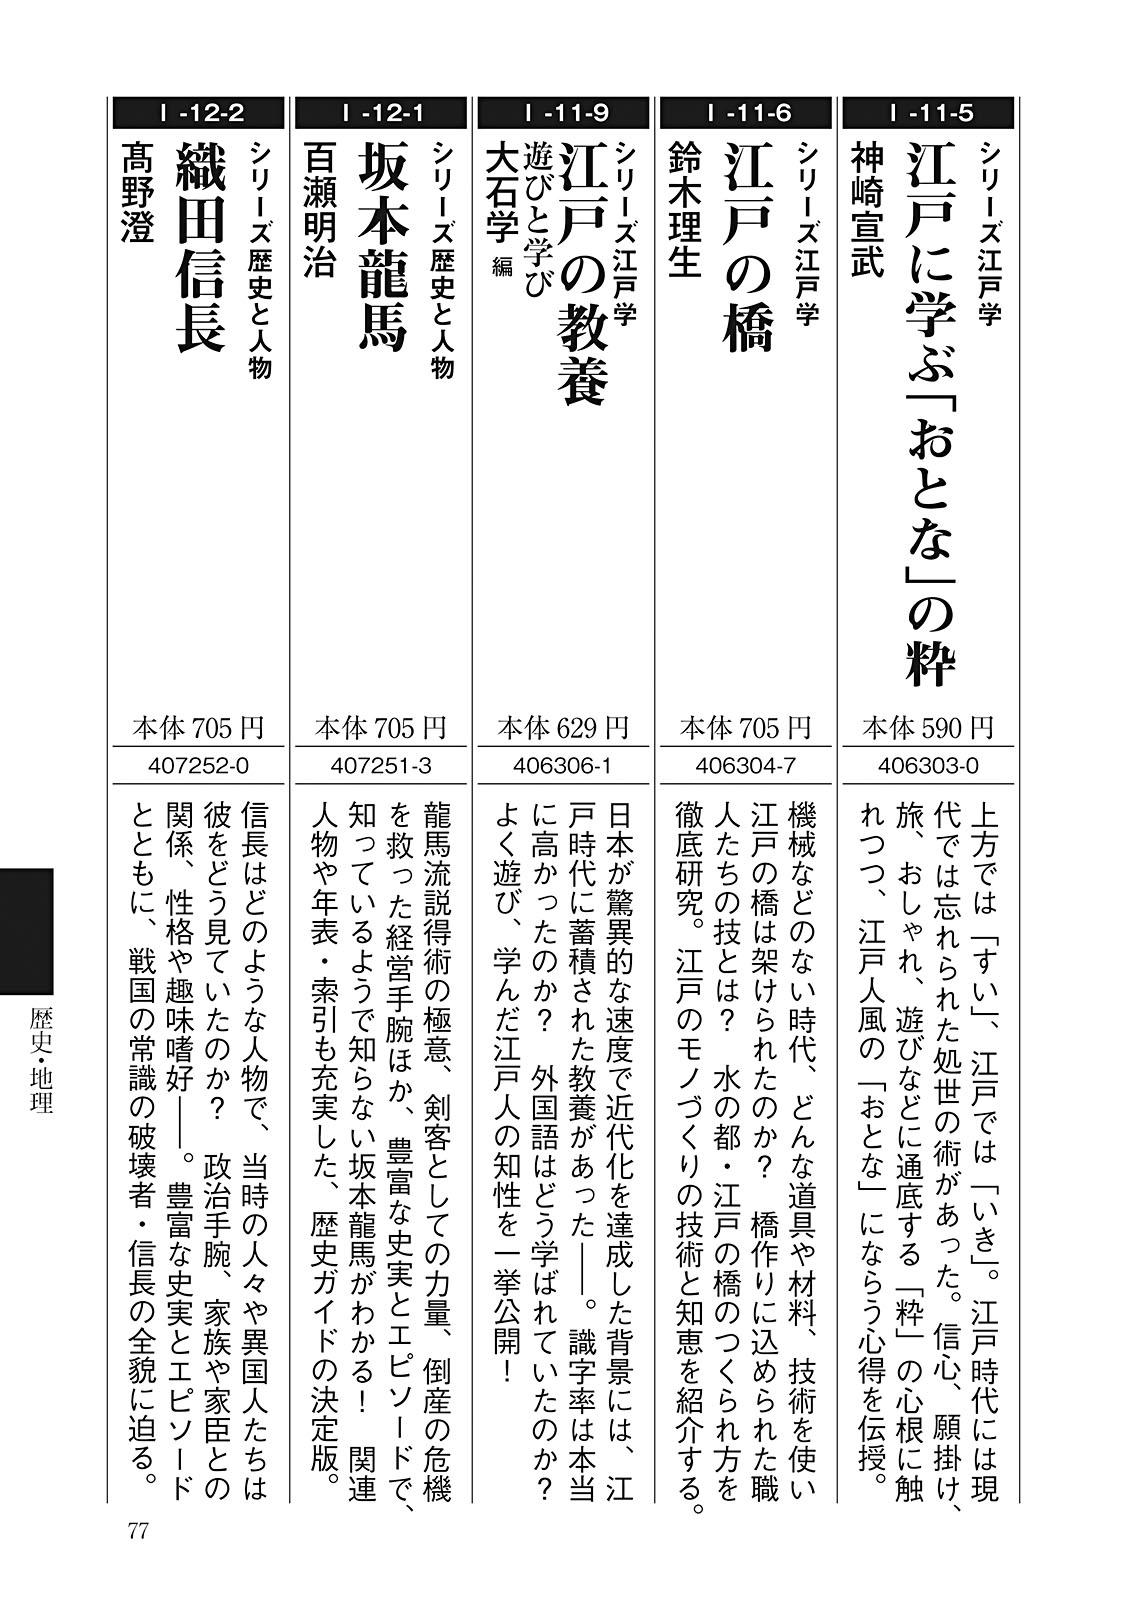 I -11-5
シリーズ江戸学
江戸に学ぶ「おとな」の粋
神崎宣武
本体 590 円
406303-0
上方では「すい」、江戸では「いき」。江戸時代には現
代では忘れられた処世の術があった。信心、願掛け、
旅、おしゃれ、遊びなどに通底する「粋」の心根に触
れつつ、江戸人風の「おとな」にならう心得を伝授。
I -11-6
シリーズ江戸学
江戸の橋
鈴木理生
本体 705 円
406304-7
機械などのない時代、どんな道具や材料、技術を使い
江戸の橋は架けられたのか？　橋作りに込められた職
人たちの技とは？　水の都・江戸の橋のつくられ方を
徹底研究。江戸のモノづくりの技術と知恵を紹介する。
I -11-9
シリーズ江戸学
江戸の教養
遊びと学び
大石学 編
本体 629 円
406306-1
日本が驚異的な速度で近代化を達成した背景には、江
戸時代に蓄積された教養があった――。識字率は本当
に高かったのか？　外国語はどう学ばれていたのか？
よく遊び、学んだ江戸人の知性を一挙公開！
I -12-1
シリーズ歴史と人物
坂本龍馬
百瀬明治
本体 705 円
407251-3
龍馬流説得術の極意、剣客としての力量、倒産の危機
を救った経営手腕ほか、豊富な史実とエピソードで、
知っているようで知らない坂本龍馬がわかる！　関連
人物や年表・索引も充実した、歴史ガイドの決定版。
I -12-2
シリーズ歴史と人物
織田信長
髙野澄
本体 705 円
407252-0
信長はどのような人物で、当時の人々や異国人たちは
彼をどう見ていたのか？　政治手腕、家族や家臣との
関係、性格や趣味嗜好――。豊富な史実とエピソード
とともに、戦国の常識の破壊者・信長の全貌に迫る。
歴史・地理
77